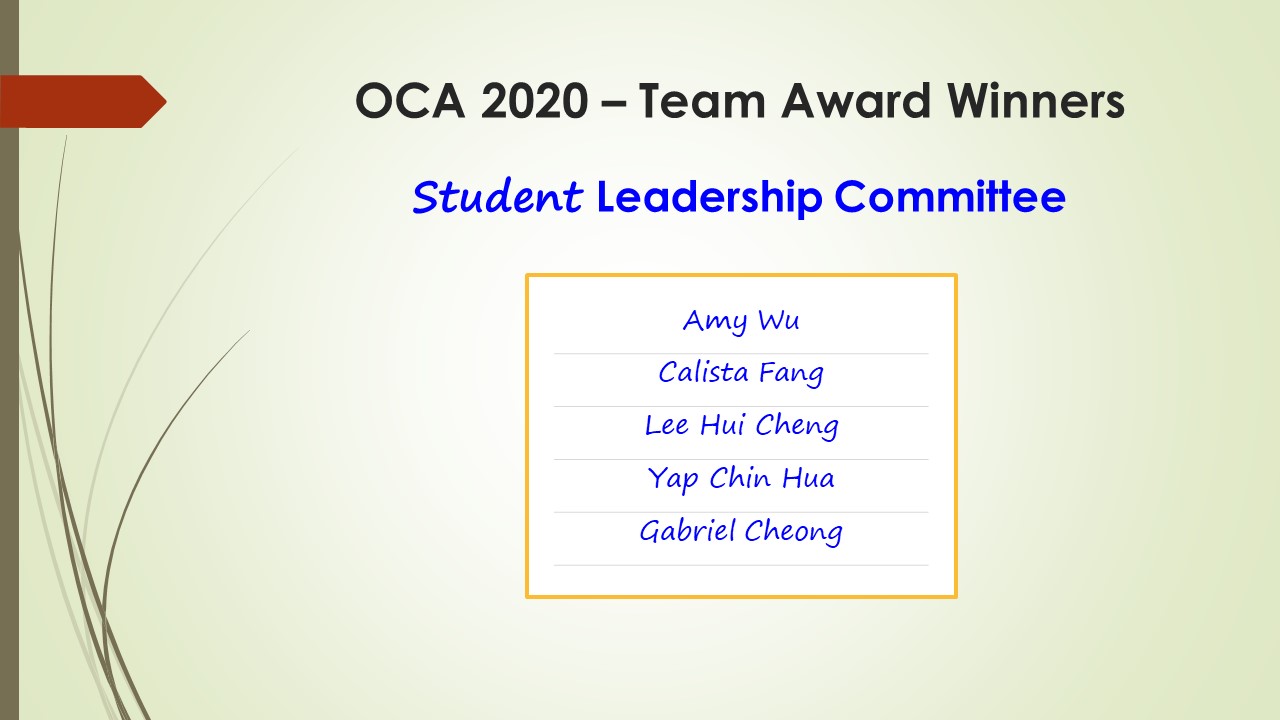 OCA 2020 – Team Award Winners
Student Leadership Committee
Amy Wu
Calista Fang
Lee Hui Cheng
Yap Chin Hua
Gabriel Cheong